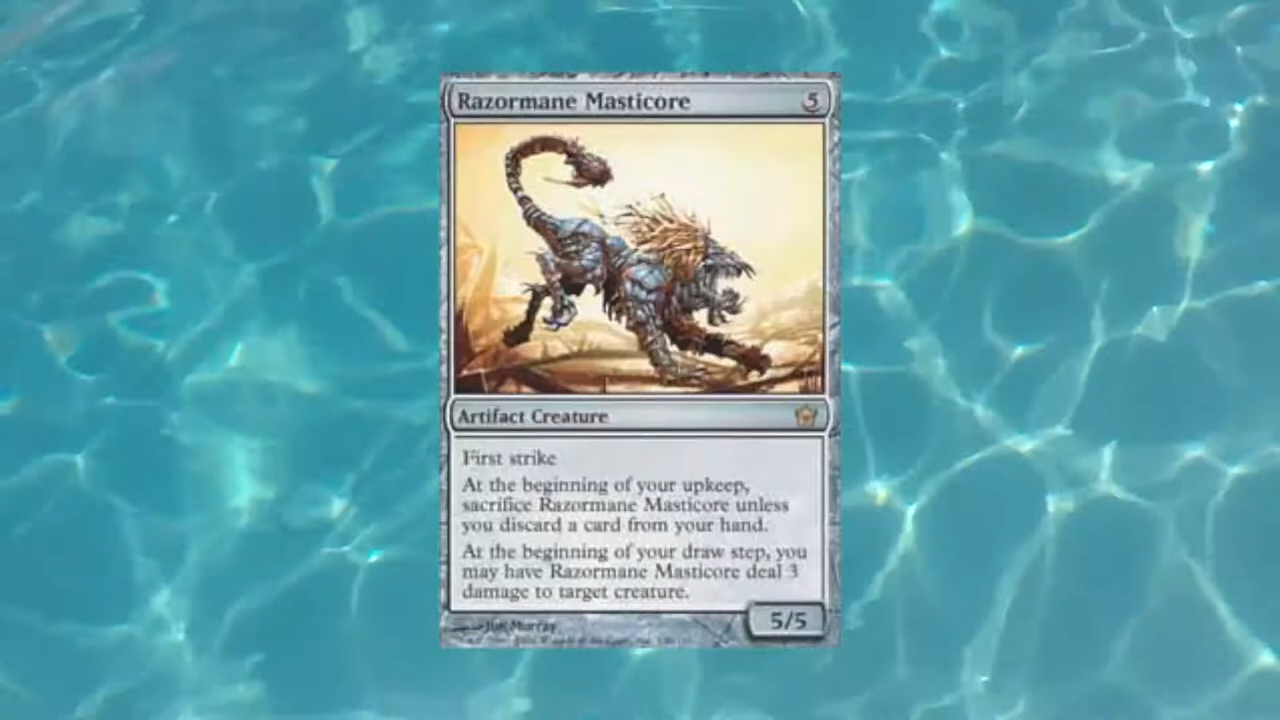 Razormane Masticore 5
Artifact Creature
First strike
At the beginning of your upkeep,
sacrifice Razormane Masticore unless
you discard a card from your hand.
At the beginning of your draw step, you
may have Razormane Masticore deal 3
damage to target creature.
5/5
Jim Murray